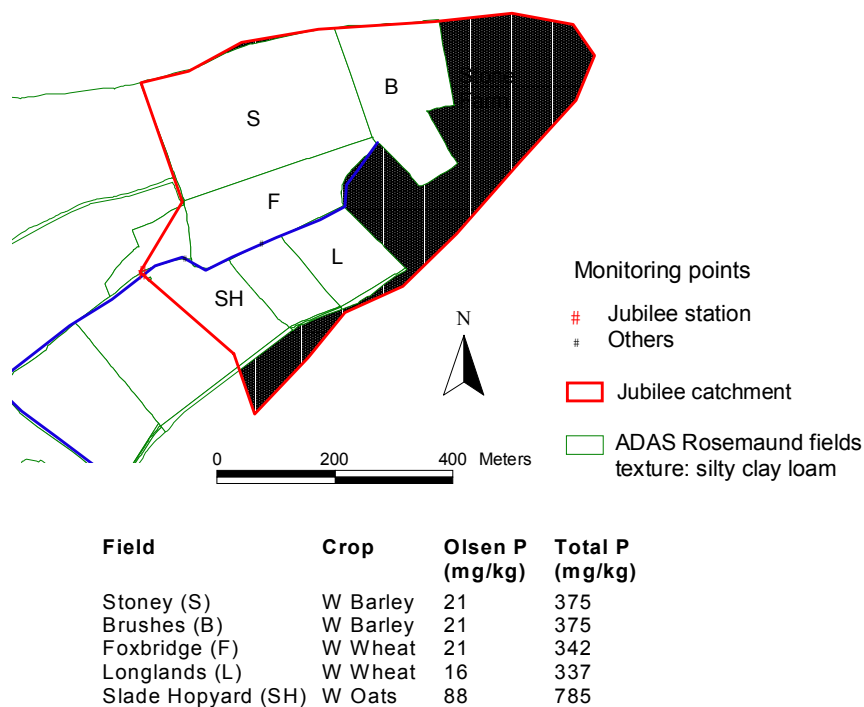 Stone
Farm
B
S
F
L
SH
N
0 200 400 Meters
Monitoring points
# Jubilee station
# Others
Jubilee catchment
ADAS Rosemaund fields
texture: silty clay loam
Field Crop Olsen P Total P
(mg/kg) (mg/kg)
Stoney (S) W Barley 21 375
Brushes (B) W Barley 21 375
Foxbridge (F) W Wheat 21 342
Longlands (L) W Wheat 16 337
Slade Hopyard (SH) W Oats 88 785